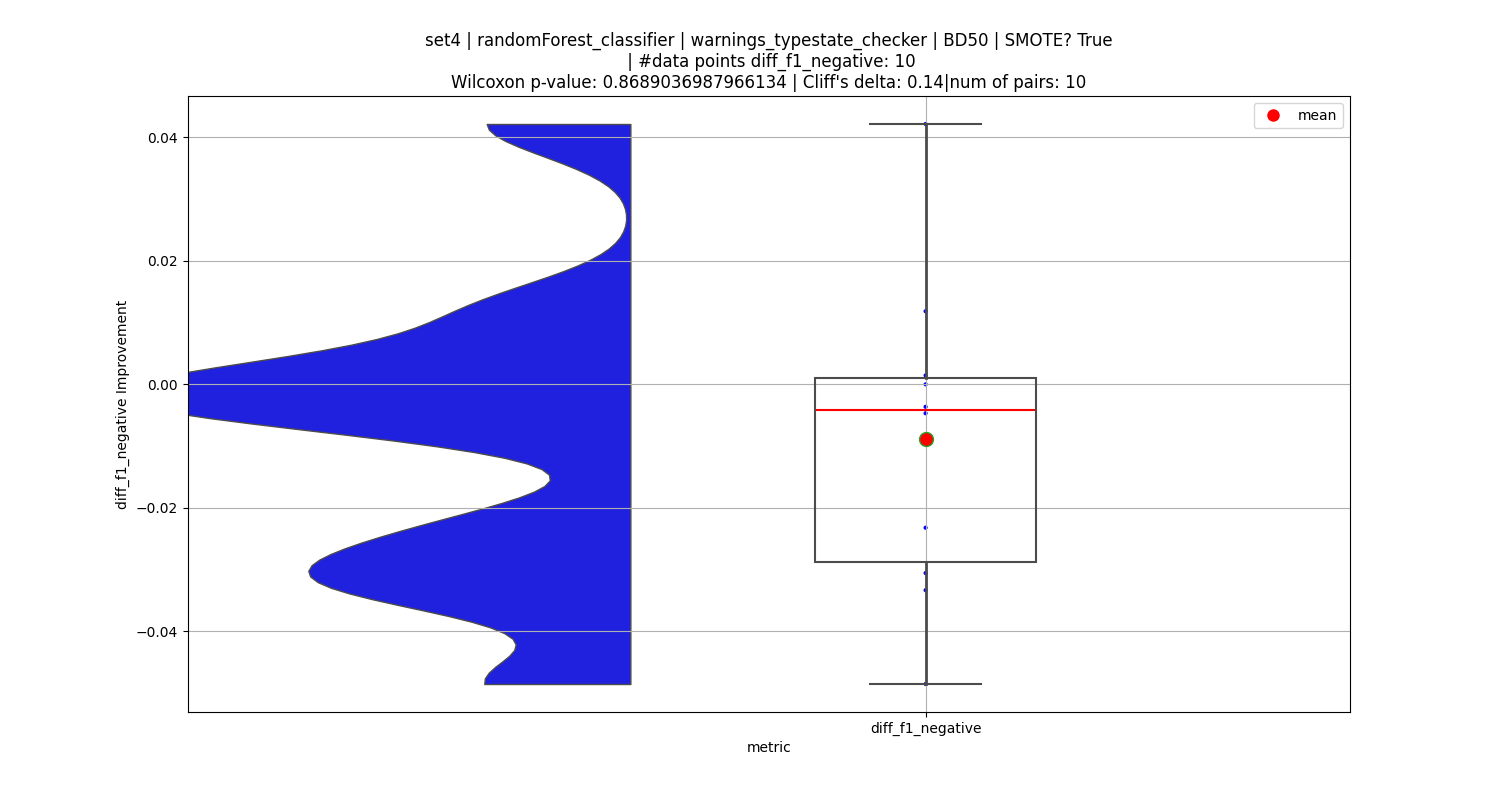 set4 | randomForest_classifier | warnings_typestate_checker | BD50 | SMOTE? True
| #data points diff_f1_negative: 10
Wilcoxon p-value: 0.8689036987966134 | Cliff's delta: 0.14|num of pairs: 10
mean
0.04
0.02
0.00
−0.02
−0.04
diff_f1_negative Improvement
diff_f1_negative
metric